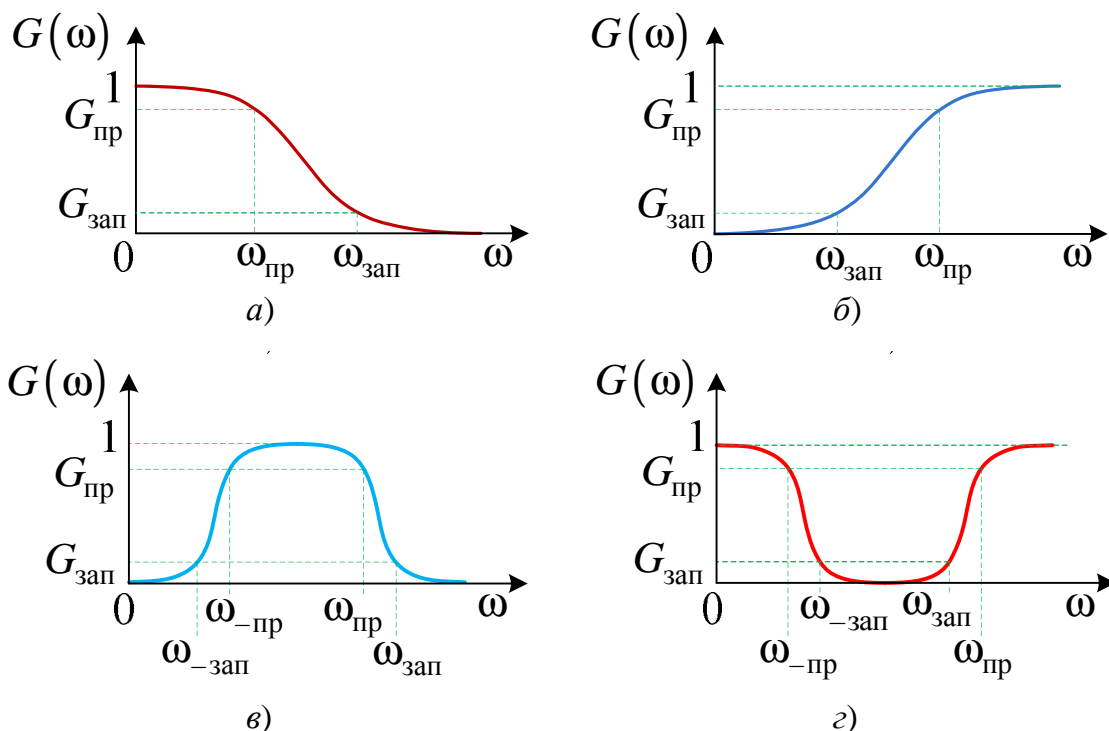 G(ω)
1
Gпр
Gзап
0
ωпр
ωзап
ω
а)
G(ω)
1
Gпр
Gзап
0
ωзап
ωпр
ω
б)
G(ω)
1
Gпр
Gзап
0
ω–пр
ωпр
ω
ω–зап
ωзап
в)
G(ω)
1
Gпр
Gзап
0
ω–зап
ωзап
ω
ω–пр
ωпр
г)